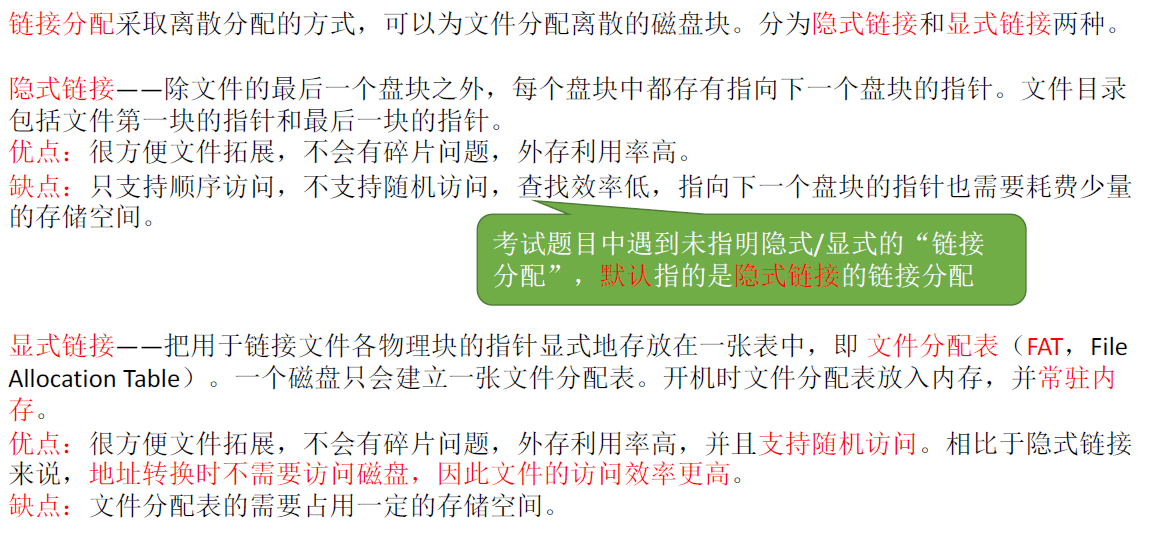 链接分配采取离散分配的方式，可以为文件分配离散的磁盘块。分为隐式链接和显式链接两种。
隐式链接——除文件的最后一个盘块之外，每个盘块中都存有指向下一个盘块的指针。文件目录
包括文件第一块的指针和最后一块的指针。
优点：很方便文件拓展，不会有碎片问题，外存利用率高。
缺点：只支持顺序访问，不支持随机访问，查找效率低，指向下一个盘块的指针也需要耗费少量
的存储空间。
考试题目中遇到未指明隐式/显式的“链接
分配”，默认指的是隐式链接的链接分配
显式链接——把用于链接文件各物理块的指针显式地存放在一张表中，即 文件分配表（FAT，File
Allocation Table）。一个磁盘只会建立一张文件分配表。开机时文件分配表放入内存，并常驻内
存。
优点：很方便文件拓展，不会有碎片问题，外存利用率高，并且支持随机访问。相比于隐式链接
来说，地址转换时不需要访问磁盘，因此文件的访问效率更高。
缺点：文件分配表的需要占用一定的存储空间。